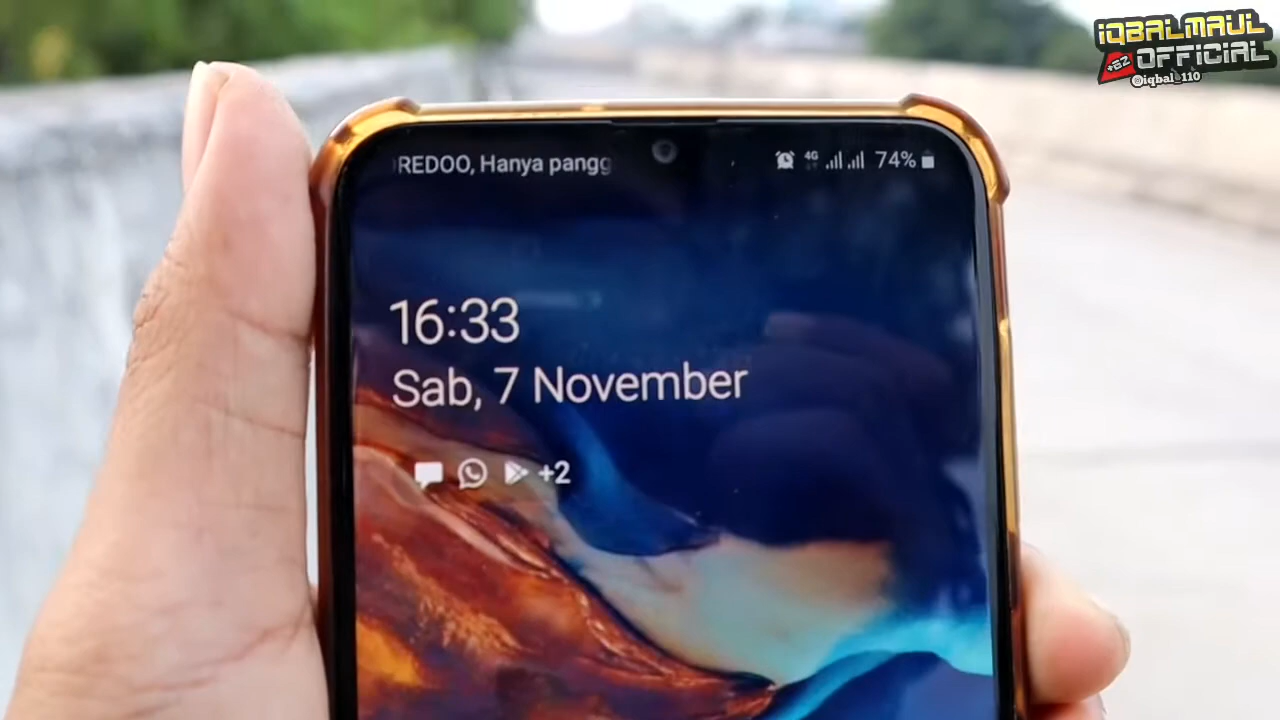 IQBALMAUL
+62 OFFICIAL
@iqbal_110
REDOO, Hanya pangg
4G 74%
16:33
Sab, 7 November
+2